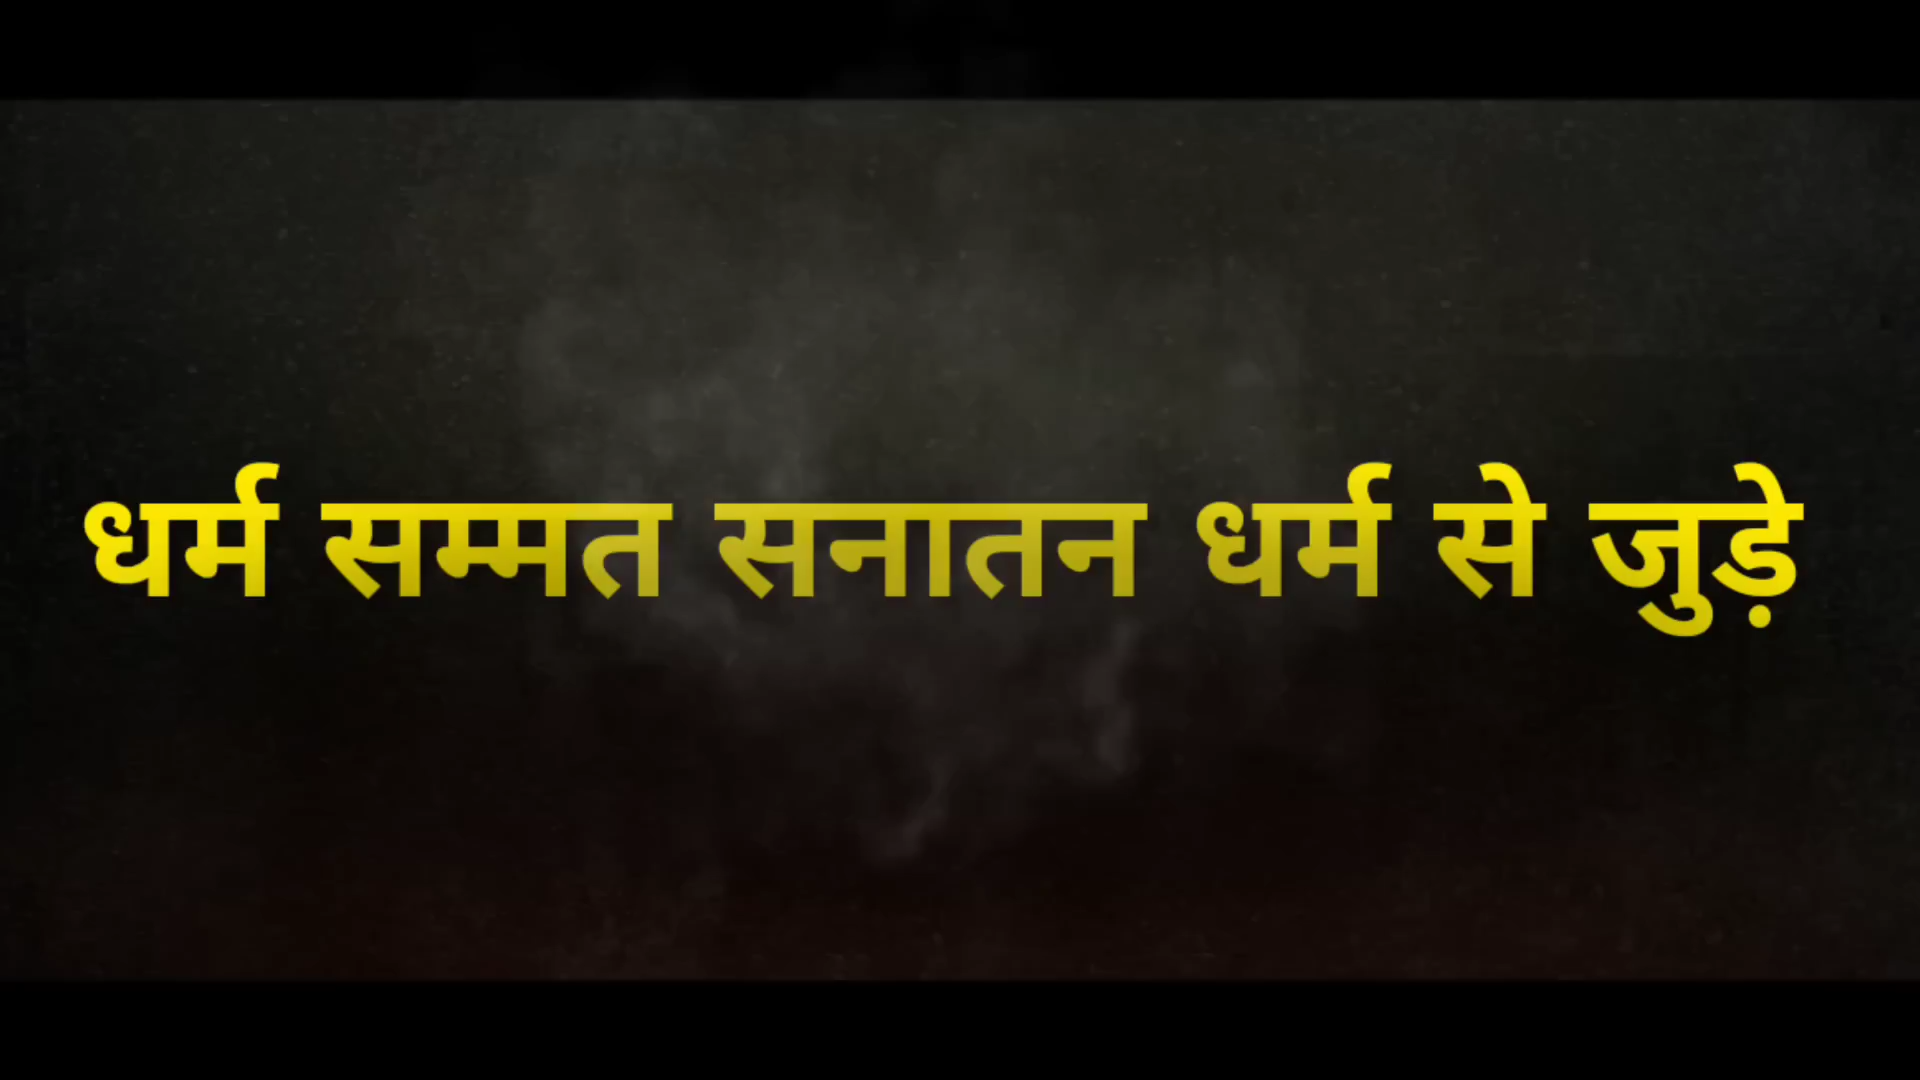 धर्म सम्मत सनातन धर्म से जुड़े